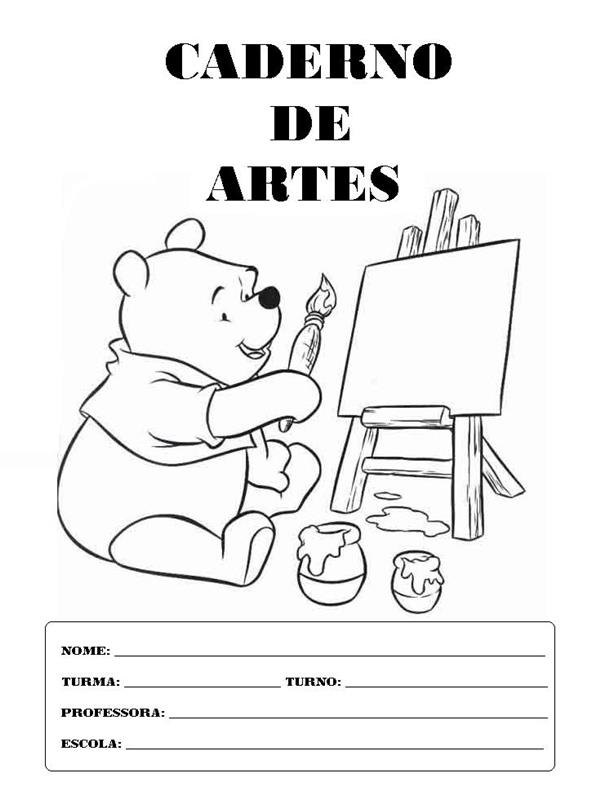 CADERNO
DE
ARTES
NOME:
TURMA: TURNO:
PROFESSORA:
ESCOLA: